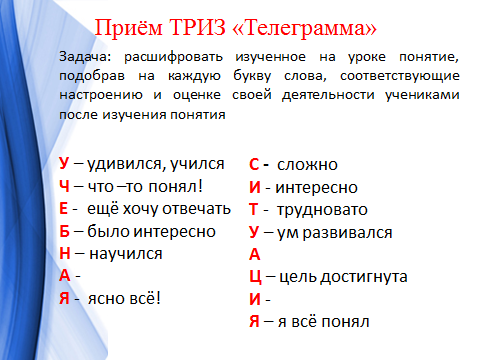 Приём ТРИЗ «Телеграмма»
Задача: расшифровать изученное на уроке понятие,
подобрав на каждую букву слова, соответствующие
настроению и оценке своей деятельности учениками
после изучения понятия
У – удивился, учился
Ч – что –то понял!
Е - ещё хочу отвечать
Б – было интересно
Н – научился
А -
Я - ясно всё!
С - сложно
И - интересно
Т - трудновато
У – ум развивался
А
Ц – цель достигнута
И -
Я – я всё понял